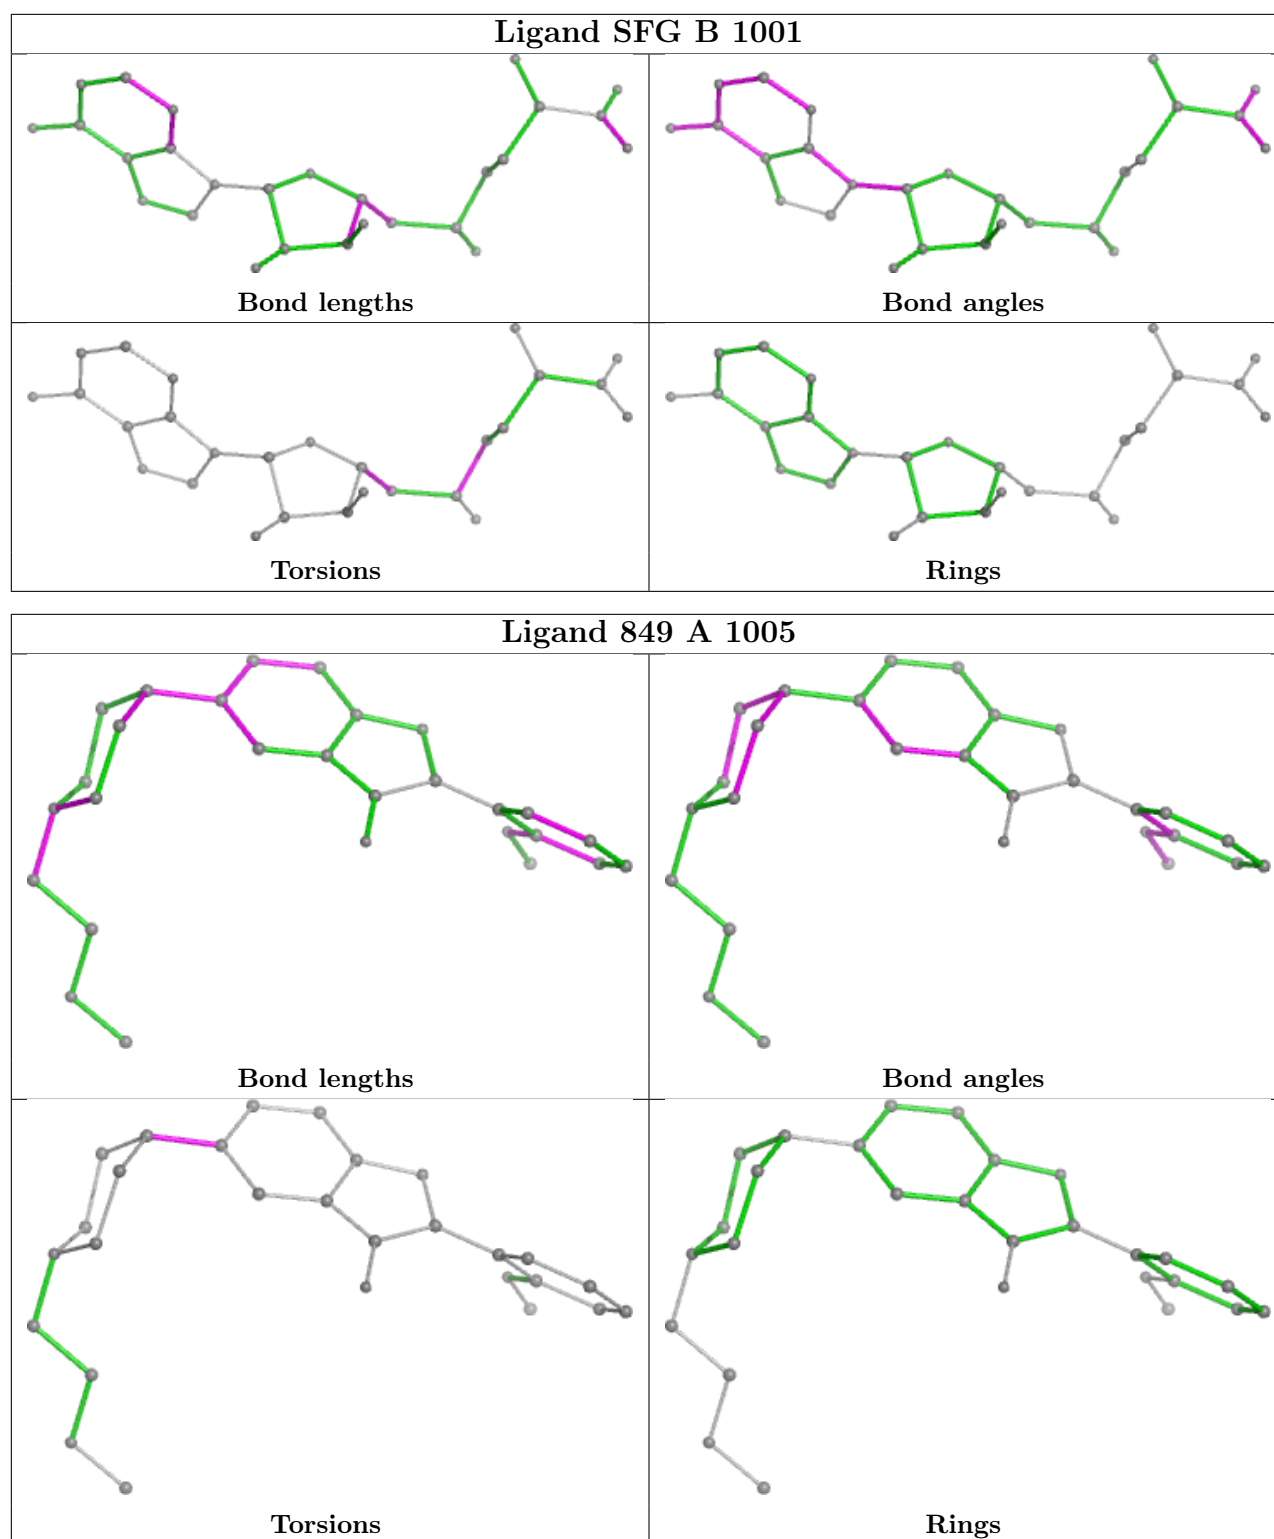 Ligand SFG B 1001
Bond lengths
Bond angles
Torsions
Rings
Ligand 849 A 1005
Bond lengths
Bond angles
Torsions
Rings